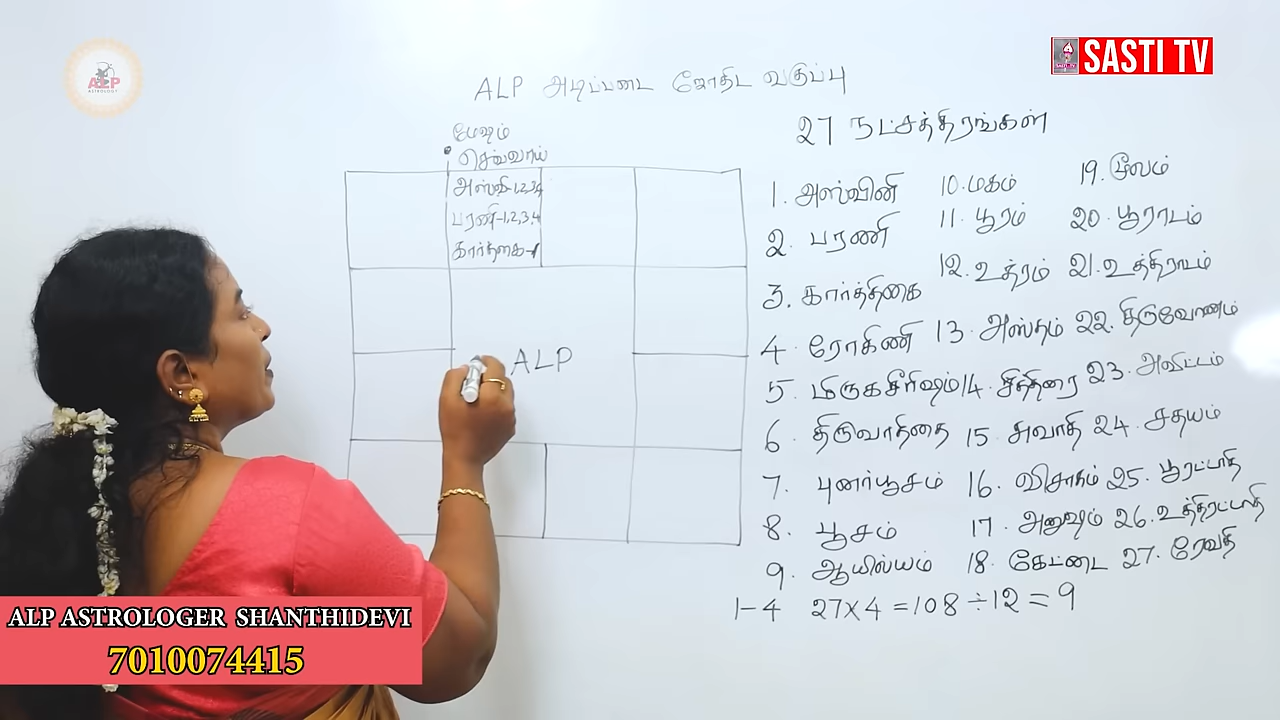 ALP
ASTROLOGY
SASTI TV
ALP அடிப்படை ஜோதிட வகுப்பு
27 நட்சத்திரங்கள்
மேஷம்
செவ்வாய்
அஸ்வி-1,2,3,4
பரணி-1,2,3,4
கார்த்திகை-1
ALP
1. அஸ்வினி 10. மகம் 19. மூலம்
2. பரணி 11. பூரம் 20. பூராடம்
3. கார்த்திகை 12. உத்ரம் 21. உத்திராடம்
4 ரோகினி 13. அஸ்தம் 22. திருவோணம்
5. மிருகசீரிஷம் 14. சித்திரை 23. அவிட்டம்
6. திருவாதிதை 15. சுவாதி 24. சதயம்
7. புனர்பூசம் 16. விசாகம் 25. பூரட்டாதி
8. பூசம் 17. அனுஷம் 26. உத்திரட்டாதி
9. ஆயில்யம் 18. கேட்டை 27. ரேவதி
1-4 27×4 =108 ÷12 = 9
ALP ASTROLOGER SHANTHIDEVI
7010074415